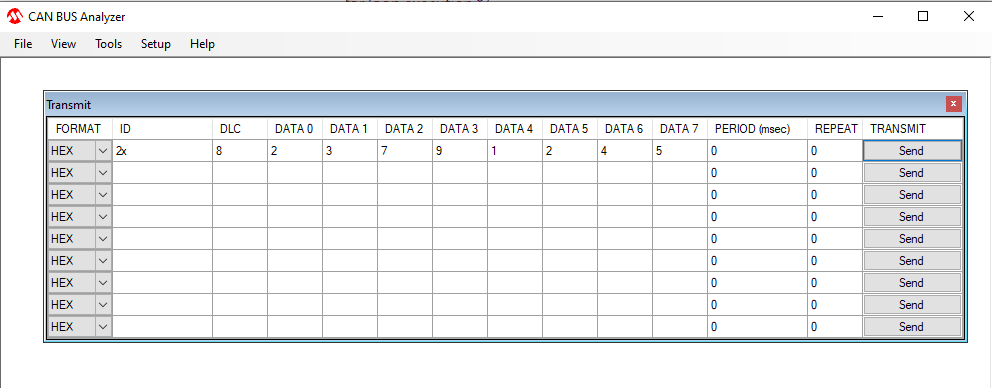 CAN BUS Analyzer
File View Tools Setup Help
Transmit
FORMAT ID DLC DATA 0 DATA 1 DATA 2 DATA 3 DATA 4 DATA 5 DATA 6 DATA 7 PERIOD (msec) REPEAT TRANSMIT
HEX 2x 8 2 3 7 9 1 2 4 5 0 0 Send
HEX 0 0 Send
HEX 0 0 Send
HEX 0 0 Send
HEX 0 0 Send
HEX 0 0 Send
HEX 0 0 Send
HEX 0 0 Send
HEX 0 0 Send